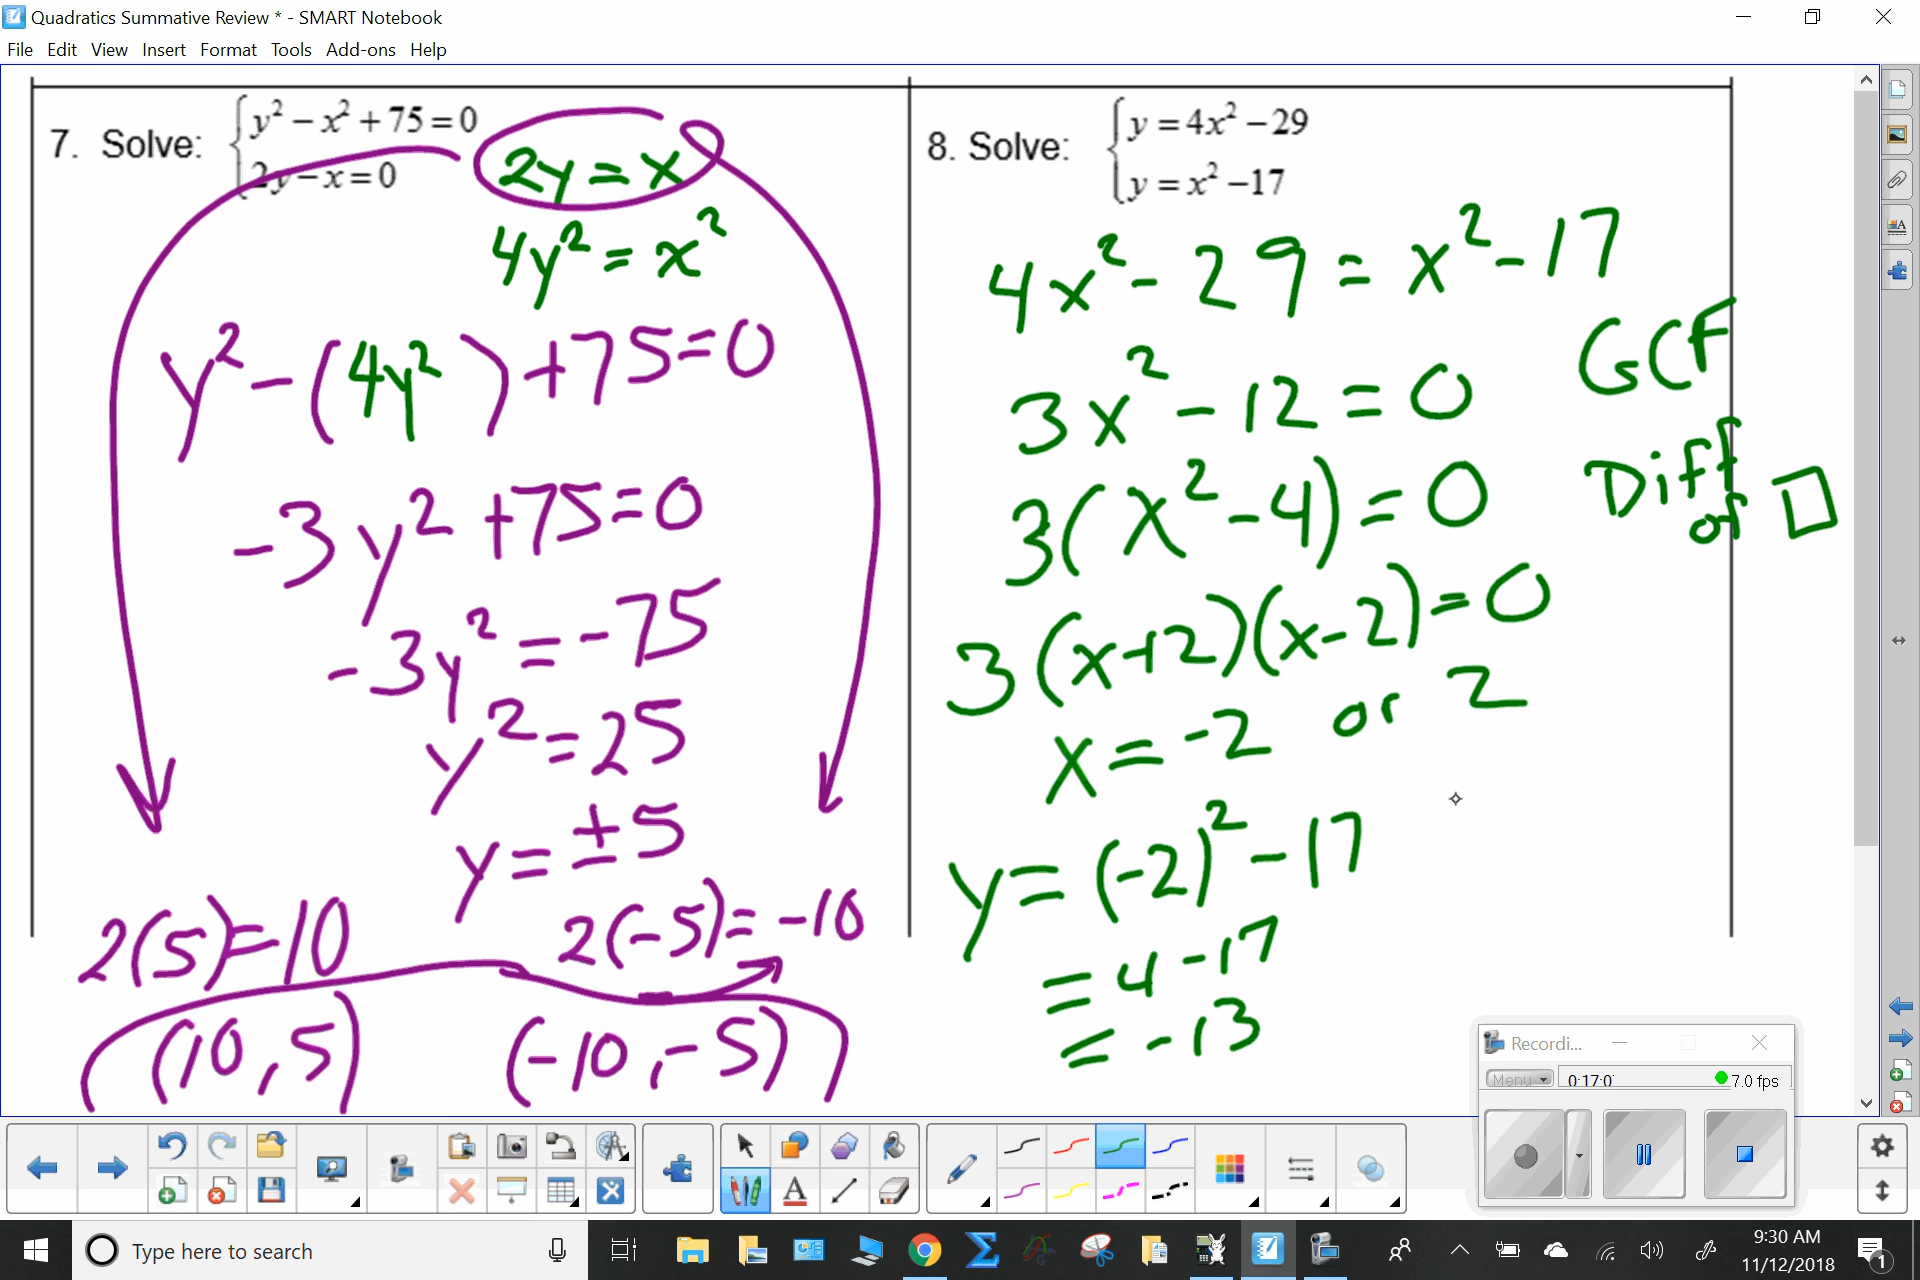 Quadratics Summative Review * - SMART Notebook
File Edit View Insert Format Tools Add-ons Help
7. Solve: y² − x² + 75 = 0
2y − x = 0
2y = x
4y² = x²
y² − (4y²) + 75 = 0
-3y² + 75 = 0
-3y² = -75
y² = 25
y = ±5
2(5) = 10
2(-5) = -10
(10, 5)
(-10, -5)
8. Solve: y = 4x² − 29
y = x² − 17
4x² - 29 = x² - 17
GCF
3x² - 12 = 0
Diff
of □
3(x² - 4) = 0
3(x+2)(x-2) = 0
x = -2 or 2
y = (-2)² - 17
= 4 - 17
= -13
Recordi...
Menu
0:17:0
7.0 fps
Type here to search
9:30 AM
11/12/2018
1